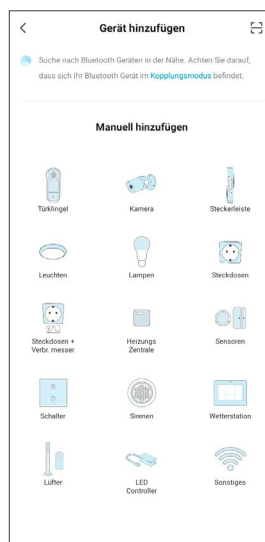 Gerät hinzufügen
Suche nach Bluetooth Geräten in der Nähe. Achten Sie darauf,
dass sich Ihr Bluetooth Gerät im Kopplungsmodus befindet.
Manuell hinzufügen
Türklingel
Kamera
Steckerleiste
Leuchten
Lampen
Steckdosen
Steckdosen +
Verbr. messer
Heizungs
Zentrale
Sensoren
Schalter
Sirenen
Wetterstation
Lüfter
LED
Controller
Sonstiges